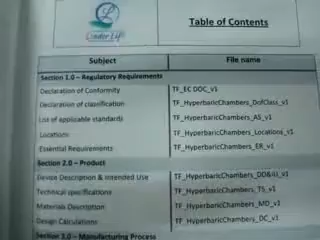 Table of Contents
Subject File name
Section 1.0 – Regulatory Requirements
Declaration of Conformity TF_EC DOC_v1
Declaration of classification TF_HyperbaricChambers_DofClass_v1
List of applicable standards TF_HyperbaricChambers_AS_v1
Locations TF_HyperbaricChambers_Locations_v1
Essential Requirements TF_HyperbaricChambers_ER_v1
Section 2.0 – Product
Device Description & Intended Use TF_HyperbaricChambers_DD&IU_v1
Technical specifications TF_HyperbaricChambers_TS_v1
Materials Description TF_HyperbaricChambers_MD_v1
Design Calculations TF_HyperbaricChambers_DC_v1
Section 3.0 – Manufacturing Process